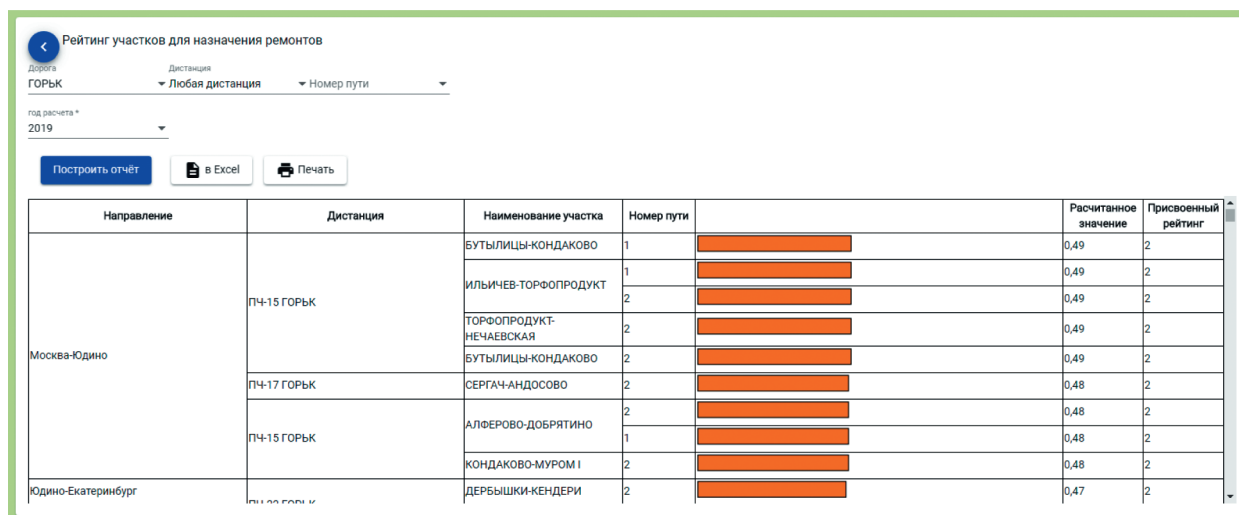 Рейтинг участков для назначения ремонтов
Дорога Дистанция
ГОРЬК Любая дистанция Номер пути
год расчета *
2019
Построить отчёт в Excel Печать
Направление Дистанция Наименование участка Номер пути Расчитанное значение Присвоенный рейтинг
БУТЫЛИЦЫ-КОНДАКОВО 1 0,49 2
ИЛЬИЧЕВ-ТОРФОПРОДУКТ 1 0,49 2
ПЧ-15 ГОРЬК 2 0,49 2
ТОРФОПРОДУКТ-
НЕЧАЕВСКАЯ 2 0,49 2
Москва-Юдино БУТЫЛИЦЫ-КОНДАКОВО 2 0,49 2
ПЧ-17 ГОРЬК СЕРГАЧ-АНДОСОВО 2 0,48 2
АЛФЕРОВО-ДОБРЯТИНО 2 0,48 2
ПЧ-15 ГОРЬК 1 0,48 2
КОНДАКОВО-МУРОМ I 2 0,48 2
Юдино-Екатеринбург ДЕРБЫШКИ-КЕНДЕРИ 2 0,47 2